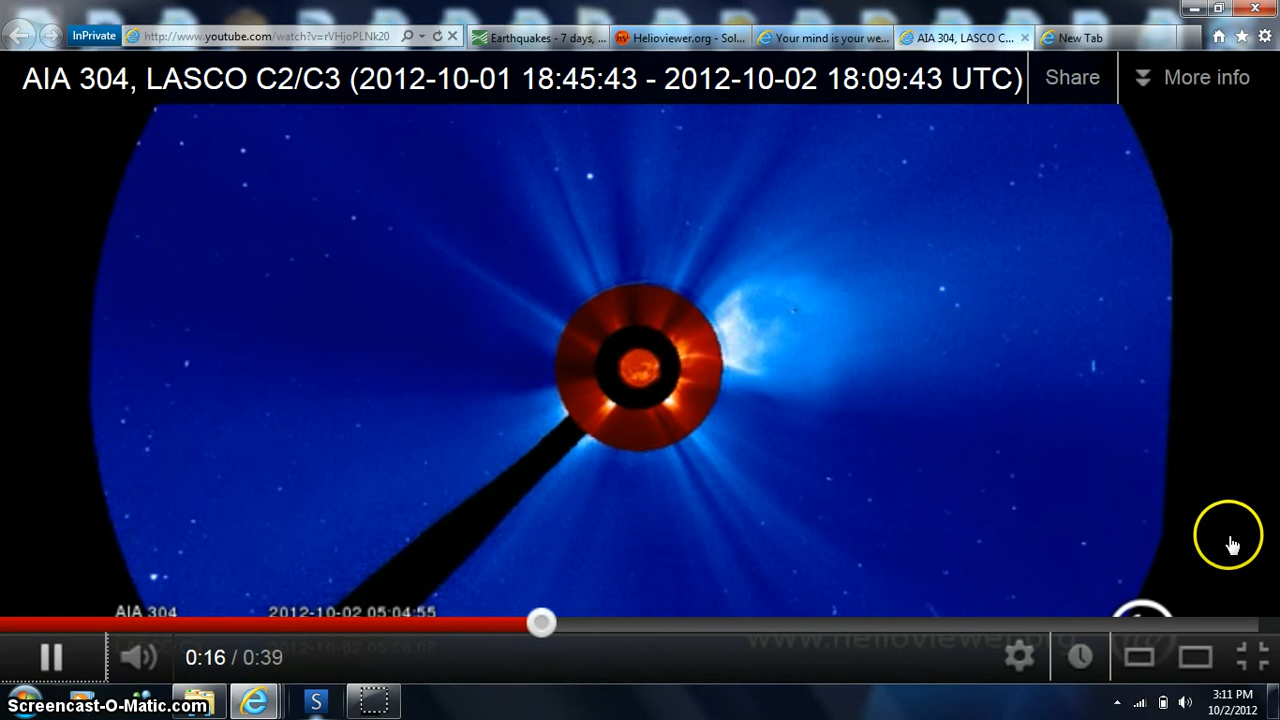 InPrivate
http://www.youtube.com/watch?v=rVHjoPLNk20
Earthquakes - 7 days, ...
Helioviewer.org - Sol...
Your mind is your we...
AIA 304, LASCO C...
New Tab
AIA 304, LASCO C2/C3 (2012-10-01 18:45:43 - 2012-10-02 18:09:43 UTC)
Share
More info
AIA 304
2012-10-02 05:04:55
www.helioviewer.org
0:16 / 0:39
S
3:11 PM
10/2/2012
Screencast-O-Matic.com